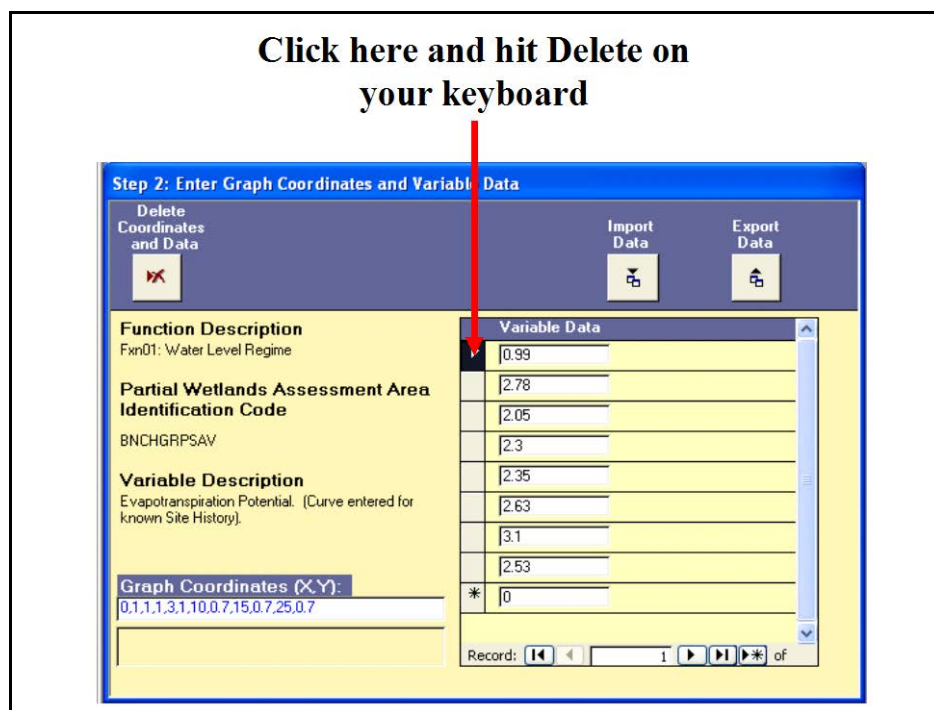 Click here and hit Delete on
your keyboard
Step 2: Enter Graph Coordinates and Variable Data
Delete
Coordinates
and Data
Import
Data
Export
Data
Function Description
Fxn01: Water Level Regime
Partial Wetlands Assessment Area
Identification Code
BNCHGRPSAV
Variable Description
Evapotranspiration Potential. (Curve entered for
known Site History).
Graph Coordinates (X,Y):
0,1,1,1,3,1,10,0.7,15,0.7,25,0.7
Variable Data
0.99
2.78
2.05
2.3
2.35
2.63
3.1
2.53
* 0
Record: 1 of